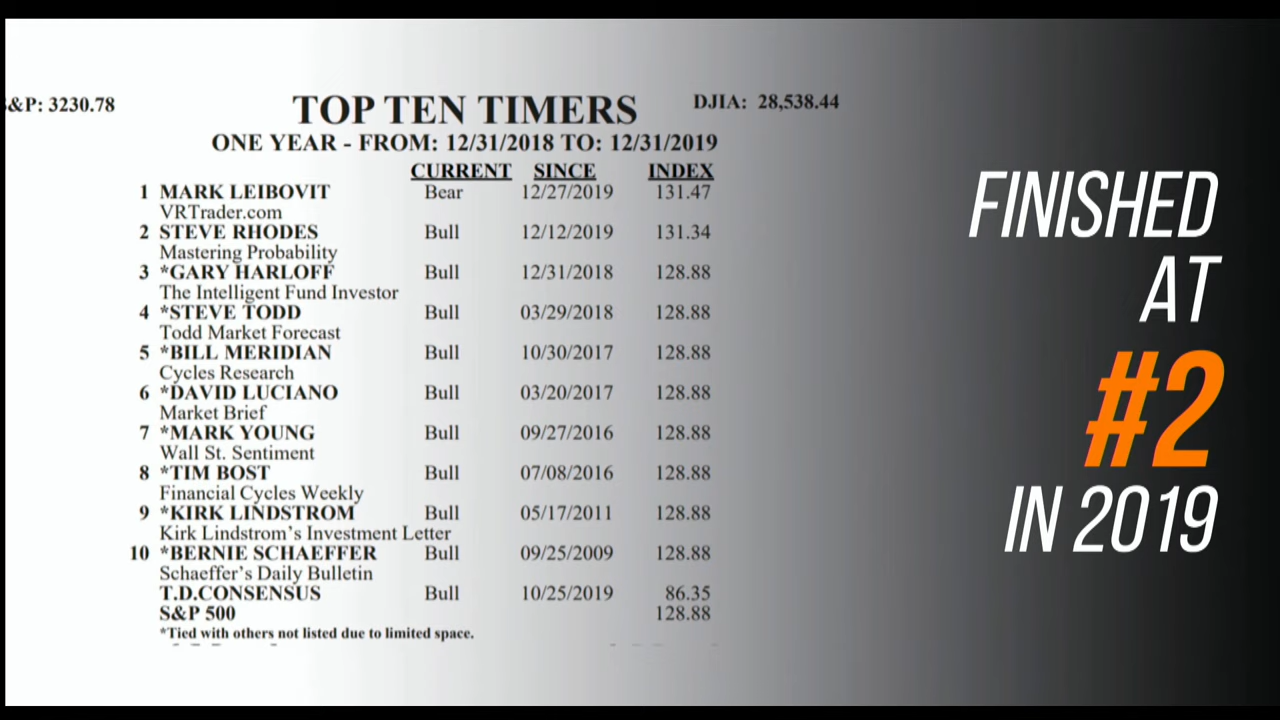 &P: 3230.78
TOP TEN TIMERS
DJIA: 28,538.44
ONE YEAR - FROM: 12/31/2018 TO: 12/31/2019
CURRENT SINCE INDEX
1 MARK LEIBOVIT Bear 12/27/2019 131.47
VRTrader.com
2 STEVE RHODES Bull 12/12/2019 131.34
Mastering Probability
3 *GARY HARLOFF Bull 12/31/2018 128.88
The Intelligent Fund Investor
4 *STEVE TODD Bull 03/29/2018 128.88
Todd Market Forecast
5 *BILL MERIDIAN Bull 10/30/2017 128.88
Cycles Research
6 *DAVID LUCIANO Bull 03/20/2017 128.88
Market Brief
7 *MARK YOUNG Bull 09/27/2016 128.88
Wall St. Sentiment
8 *TIM BOST Bull 07/08/2016 128.88
Financial Cycles Weekly
9 *KIRK LINDSTROM Bull 05/17/2011 128.88
Kirk Lindstrom's Investment Letter
10 *BERNIE SCHAEFFER Bull 09/25/2009 128.88
Schaeffer's Daily Bulletin
T.D.CONSENSUS Bull 10/25/2019 86.35
S&P 500 128.88
*Tied with others not listed due to limited space.
FINISHED
AT
#2
IN 2019